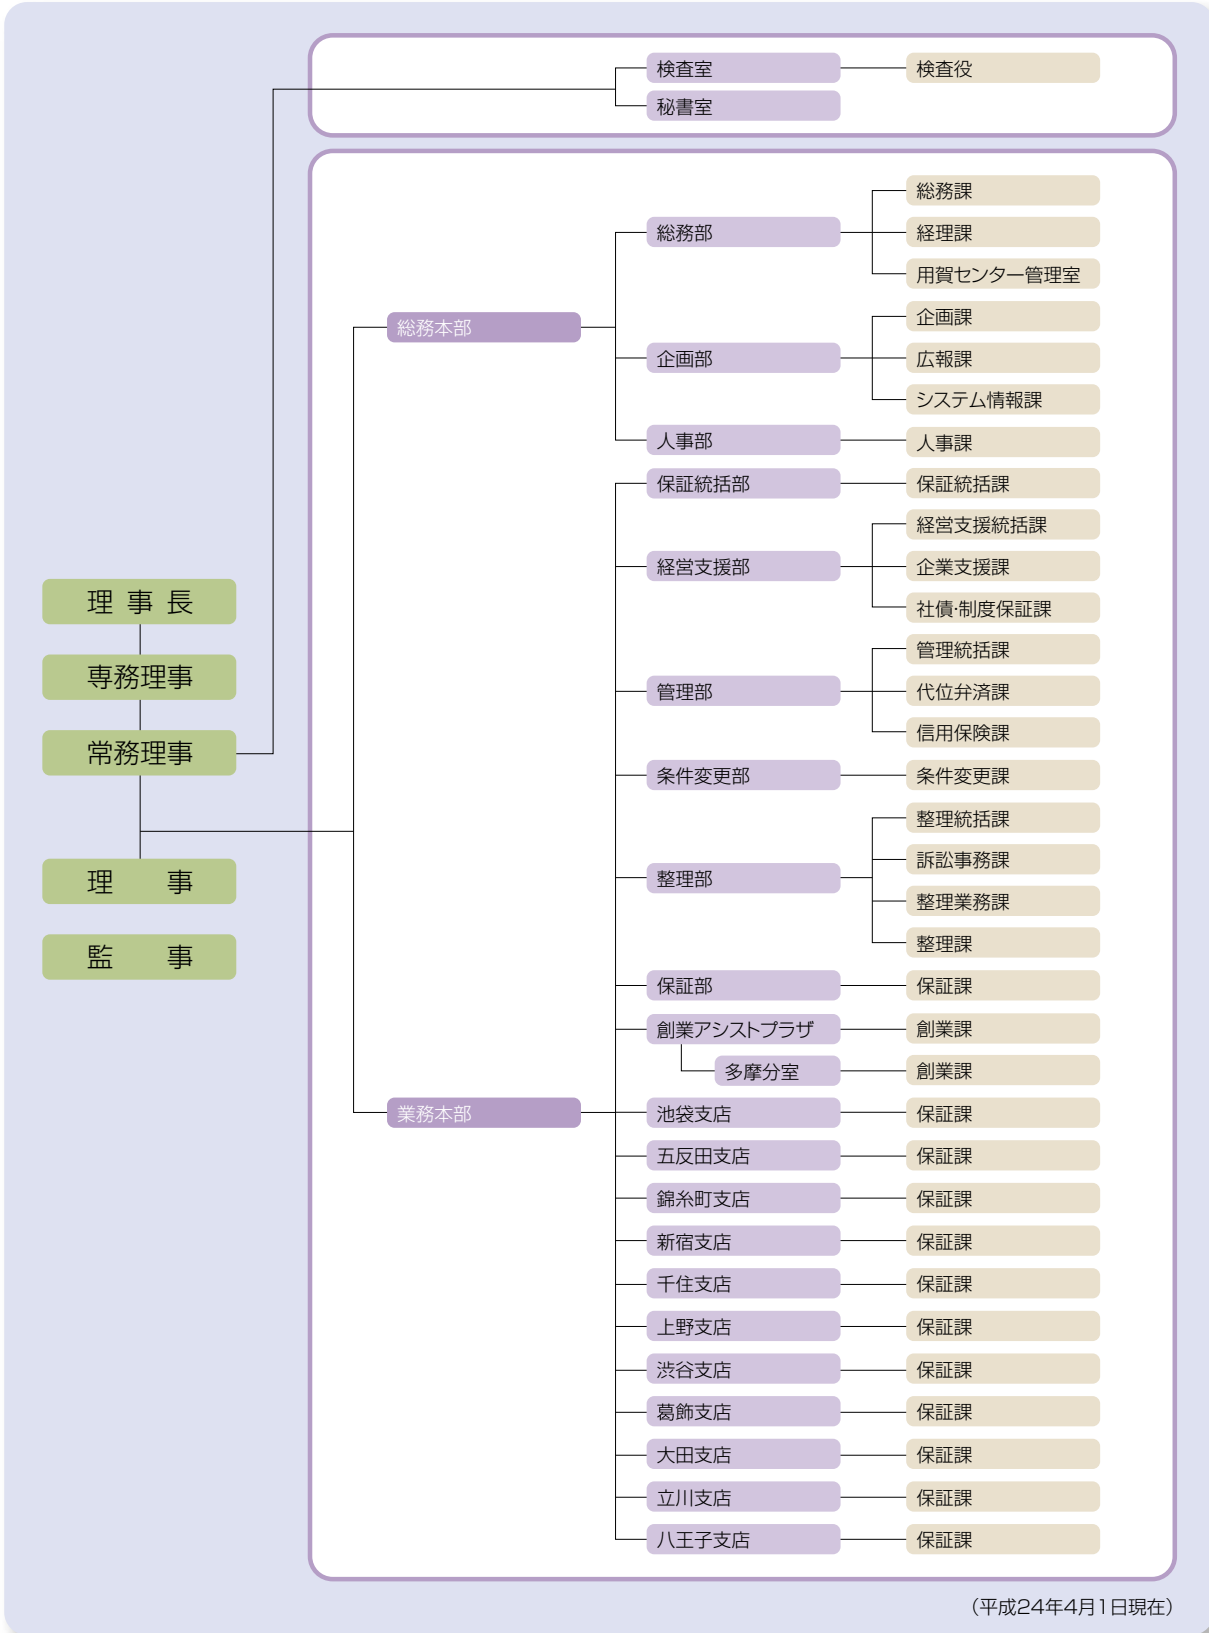 検査室 検査役
秘書室
総務課
総務部 経理課
用賀センター管理室
総務本部
企画課
企画部 広報課
システム情報課
人事部 人事課
保証統括部 保証統括課
経営支援統括課
経営支援部 企業支援課
社債・制度保証課
理事長
専務理事
常務理事
理 事
監 事
管理統括課
管理部 代位弁済課
信用保険課
条件変更部 条件変更課
整理統括課
訴訟事務課
整理部
整理業務課
整理課
保証部 保証課
創業アシストプラザ 創業課
多摩分室 創業課
業務本部
池袋支店 保証課
五反田支店 保証課
錦糸町支店 保証課
新宿支店 保証課
千住支店 保証課
上野支店 保証課
渋谷支店 保証課
葛飾支店 保証課
大田支店 保証課
立川支店 保証課
八王子支店 保証課
（平成24年4月1日現在）